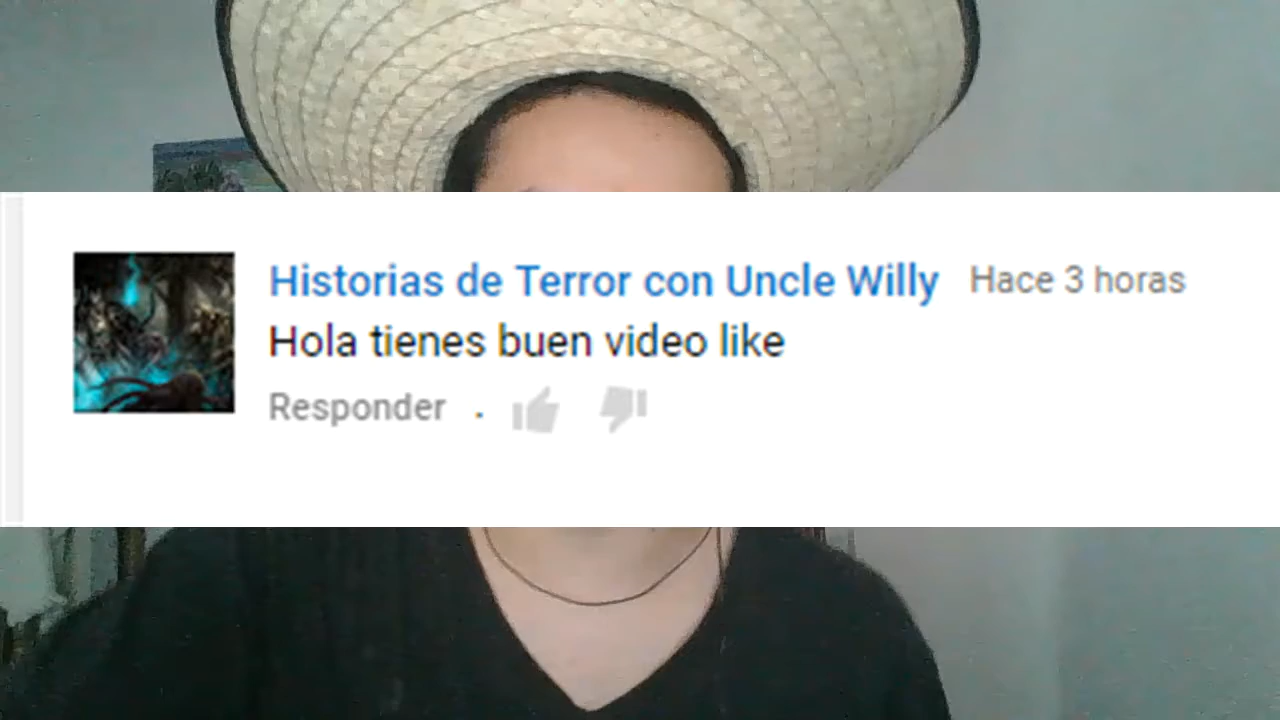 Historias de Terror con Uncle Willy Hace 3 horas
Hola tienes buen video like
Responder